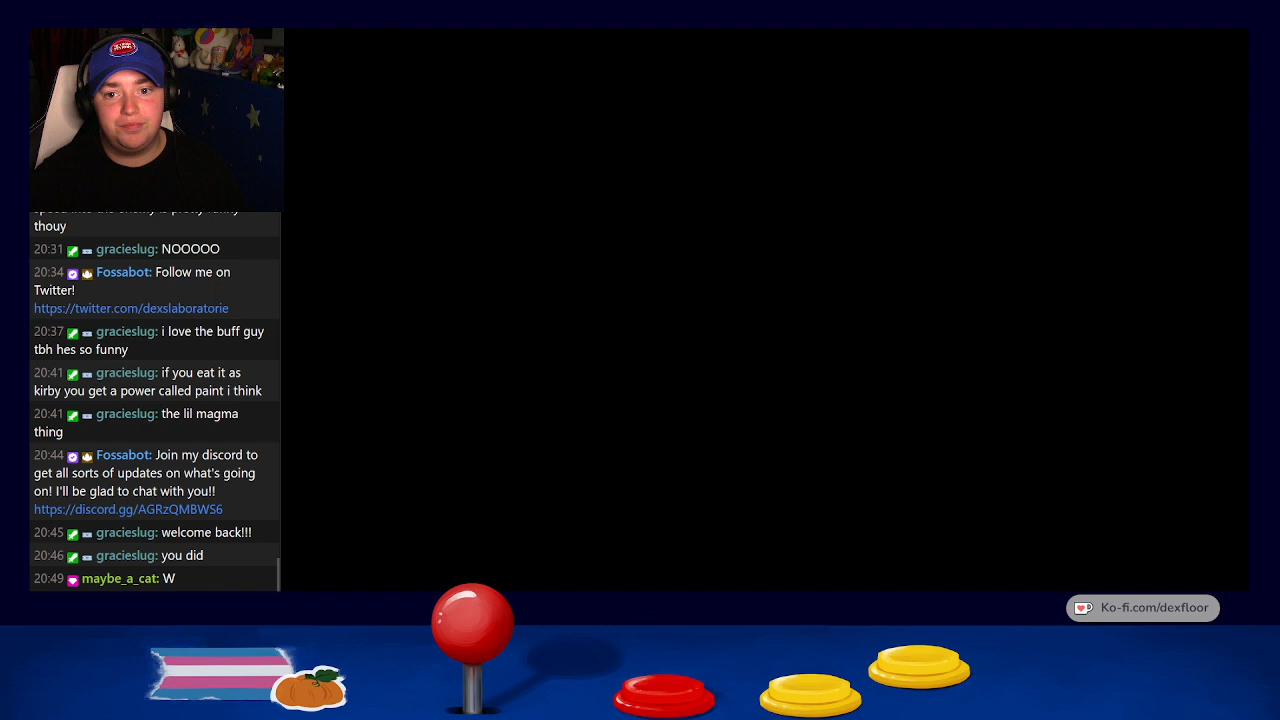 thouy
20:31 gracieslug: NOOOOO
20:34 Fossabot: Follow me on
Twitter!
https://twitter.com/dexslaboratorie
20:37 gracieslug: i love the buff guy
tbh hes so funny
20:41 gracieslug: if you eat it as
kirby you get a power called paint i think
20:41 gracieslug: the lil magma
thing
20:44 Fossabot: Join my discord to
get all sorts of updates on what's going
on! I'll be glad to chat with you!!
https://discord.gg/AGRzQMBWS6
20:45 gracieslug: welcome back!!!
20:46 gracieslug: you did
20:49 maybe_a_cat: W
Ko-fi.com/dexfloor